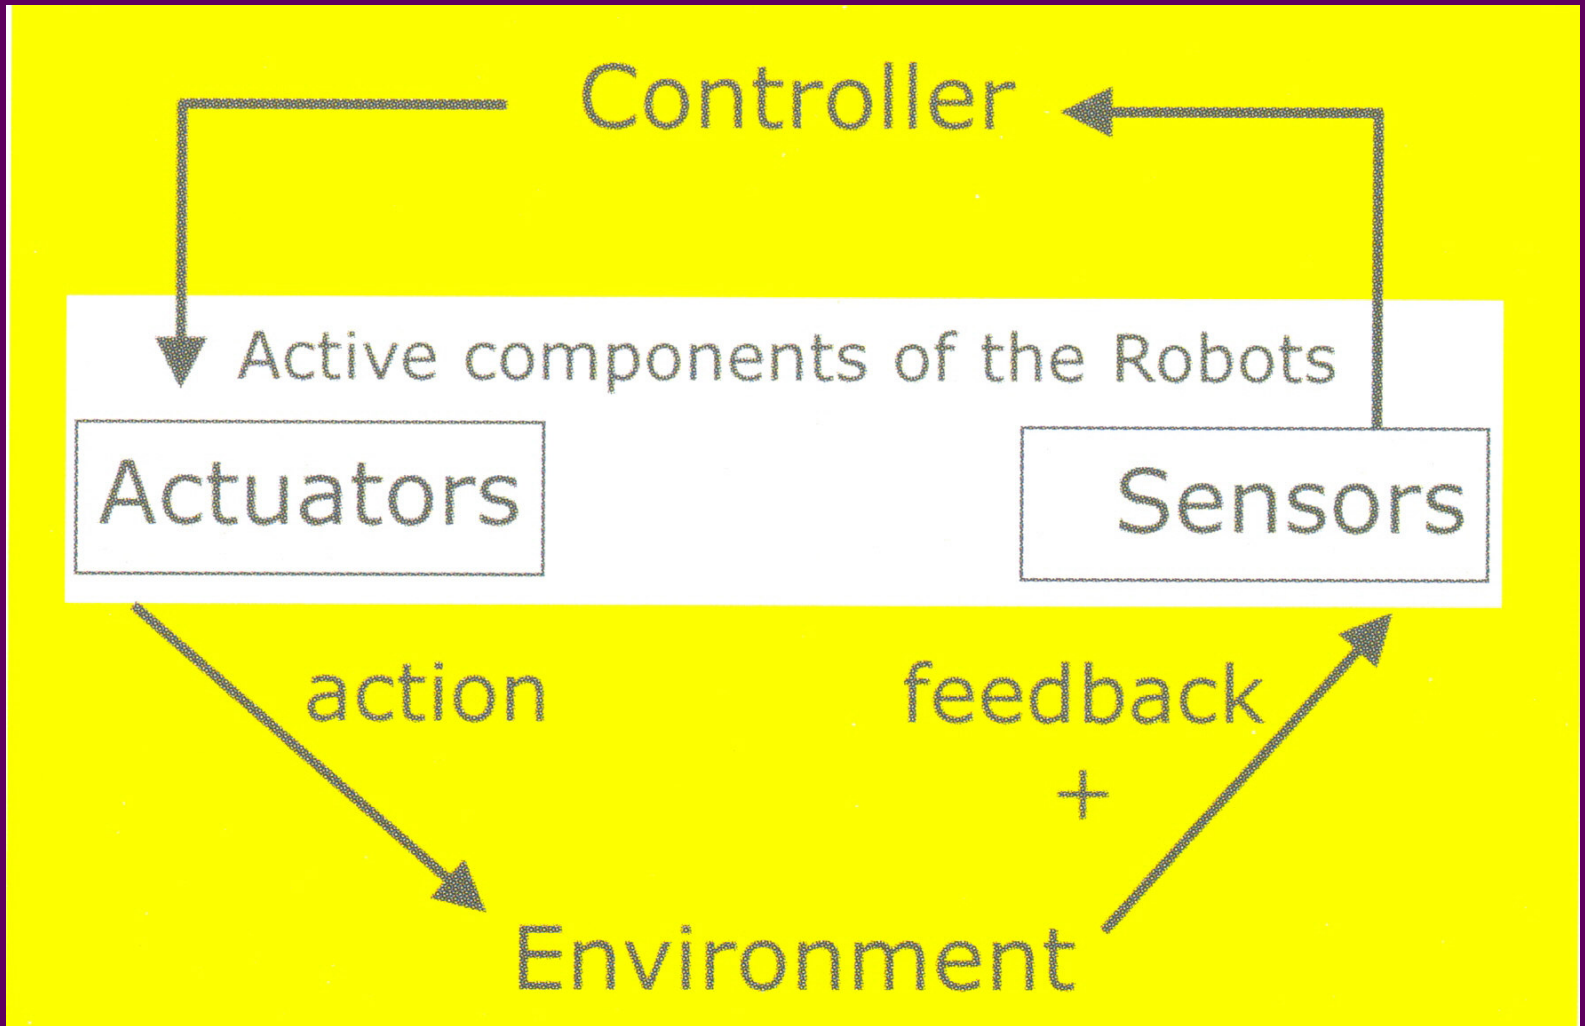 Controller
Active components of the Robots
Actuators
Sensors
action
feedback
+
Environment